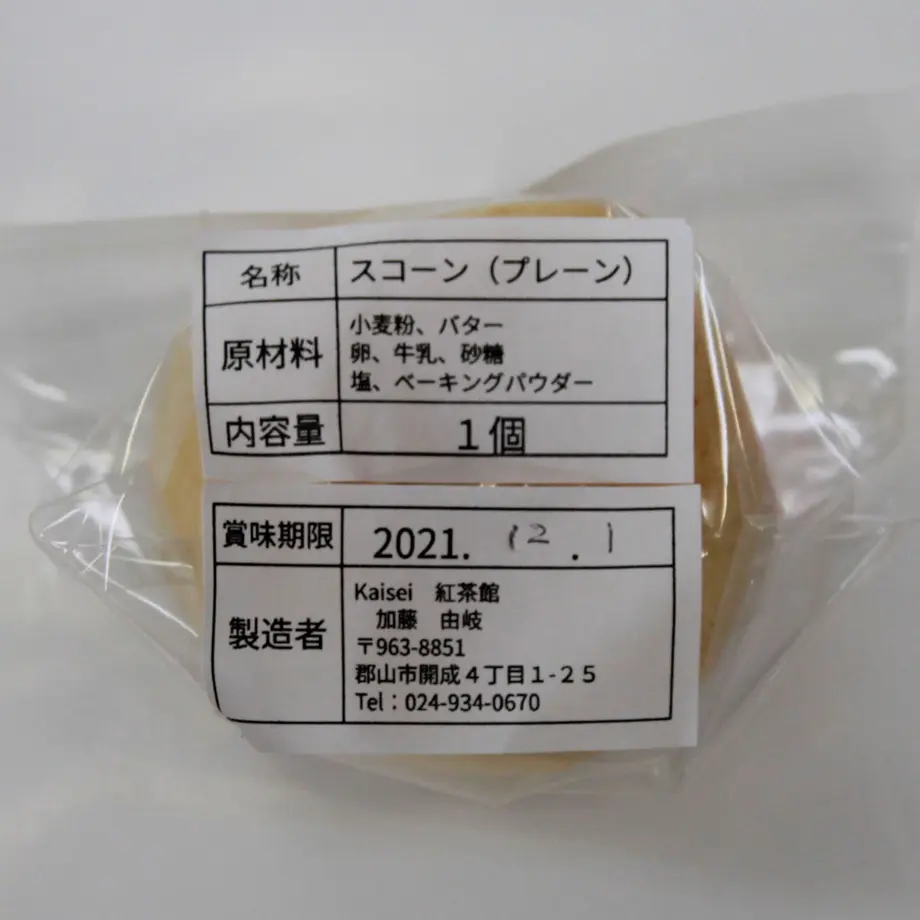 名称 スコーン（プレーン）
原材料 小麦粉、バター
卵、牛乳、砂糖
塩、ベーキングパウダー
内容量 １個
賞味期限 2021. 12 . 1
製造者 Kaisei 紅茶館
加藤 由岐
〒963-8851
郡山市開成４丁目１-２５
Tel：024-934-0670